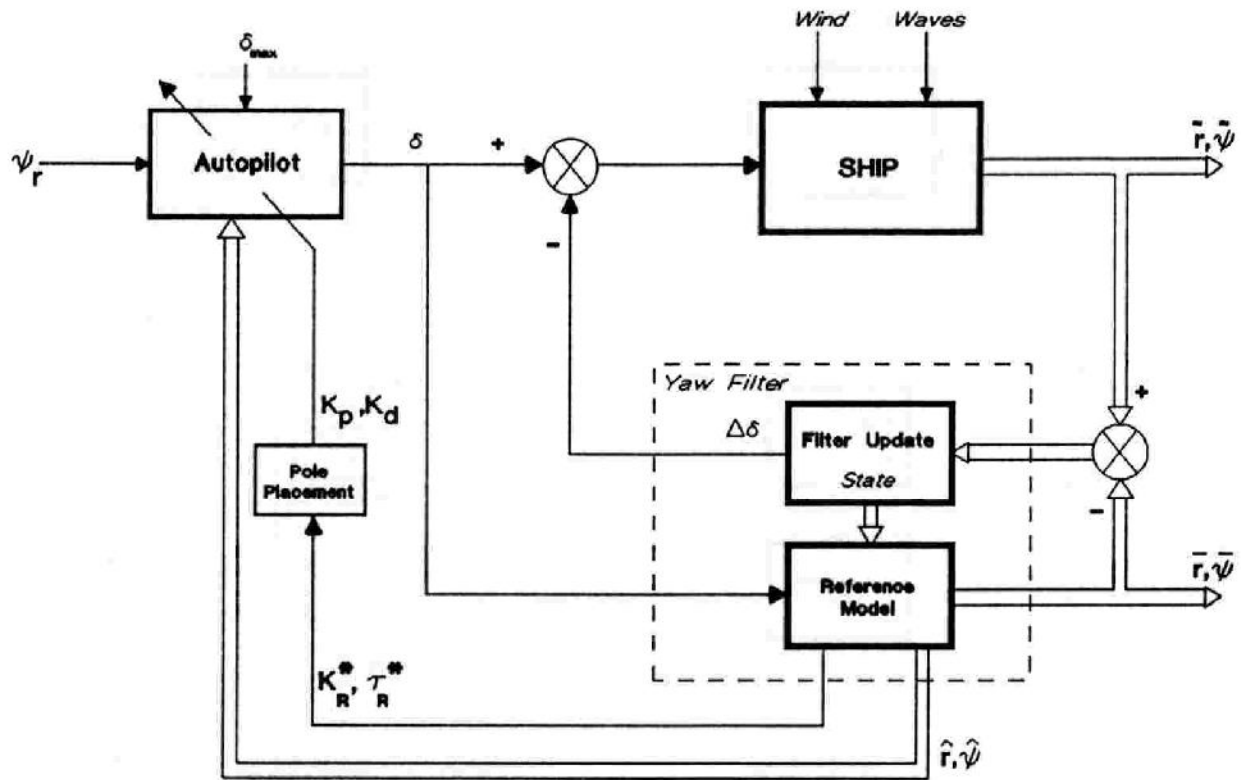 Wind Waves
δmax
ψr
Autopilot
δ
+
SHIP
r̃, ψ̃
-
Yaw Filter
+
Kp, Kd
Δδ
Filter Update
State
Pole
Placement
-
Reference
Model
r̄, ψ̄
K*R, τ*R
r̂, ψ̂